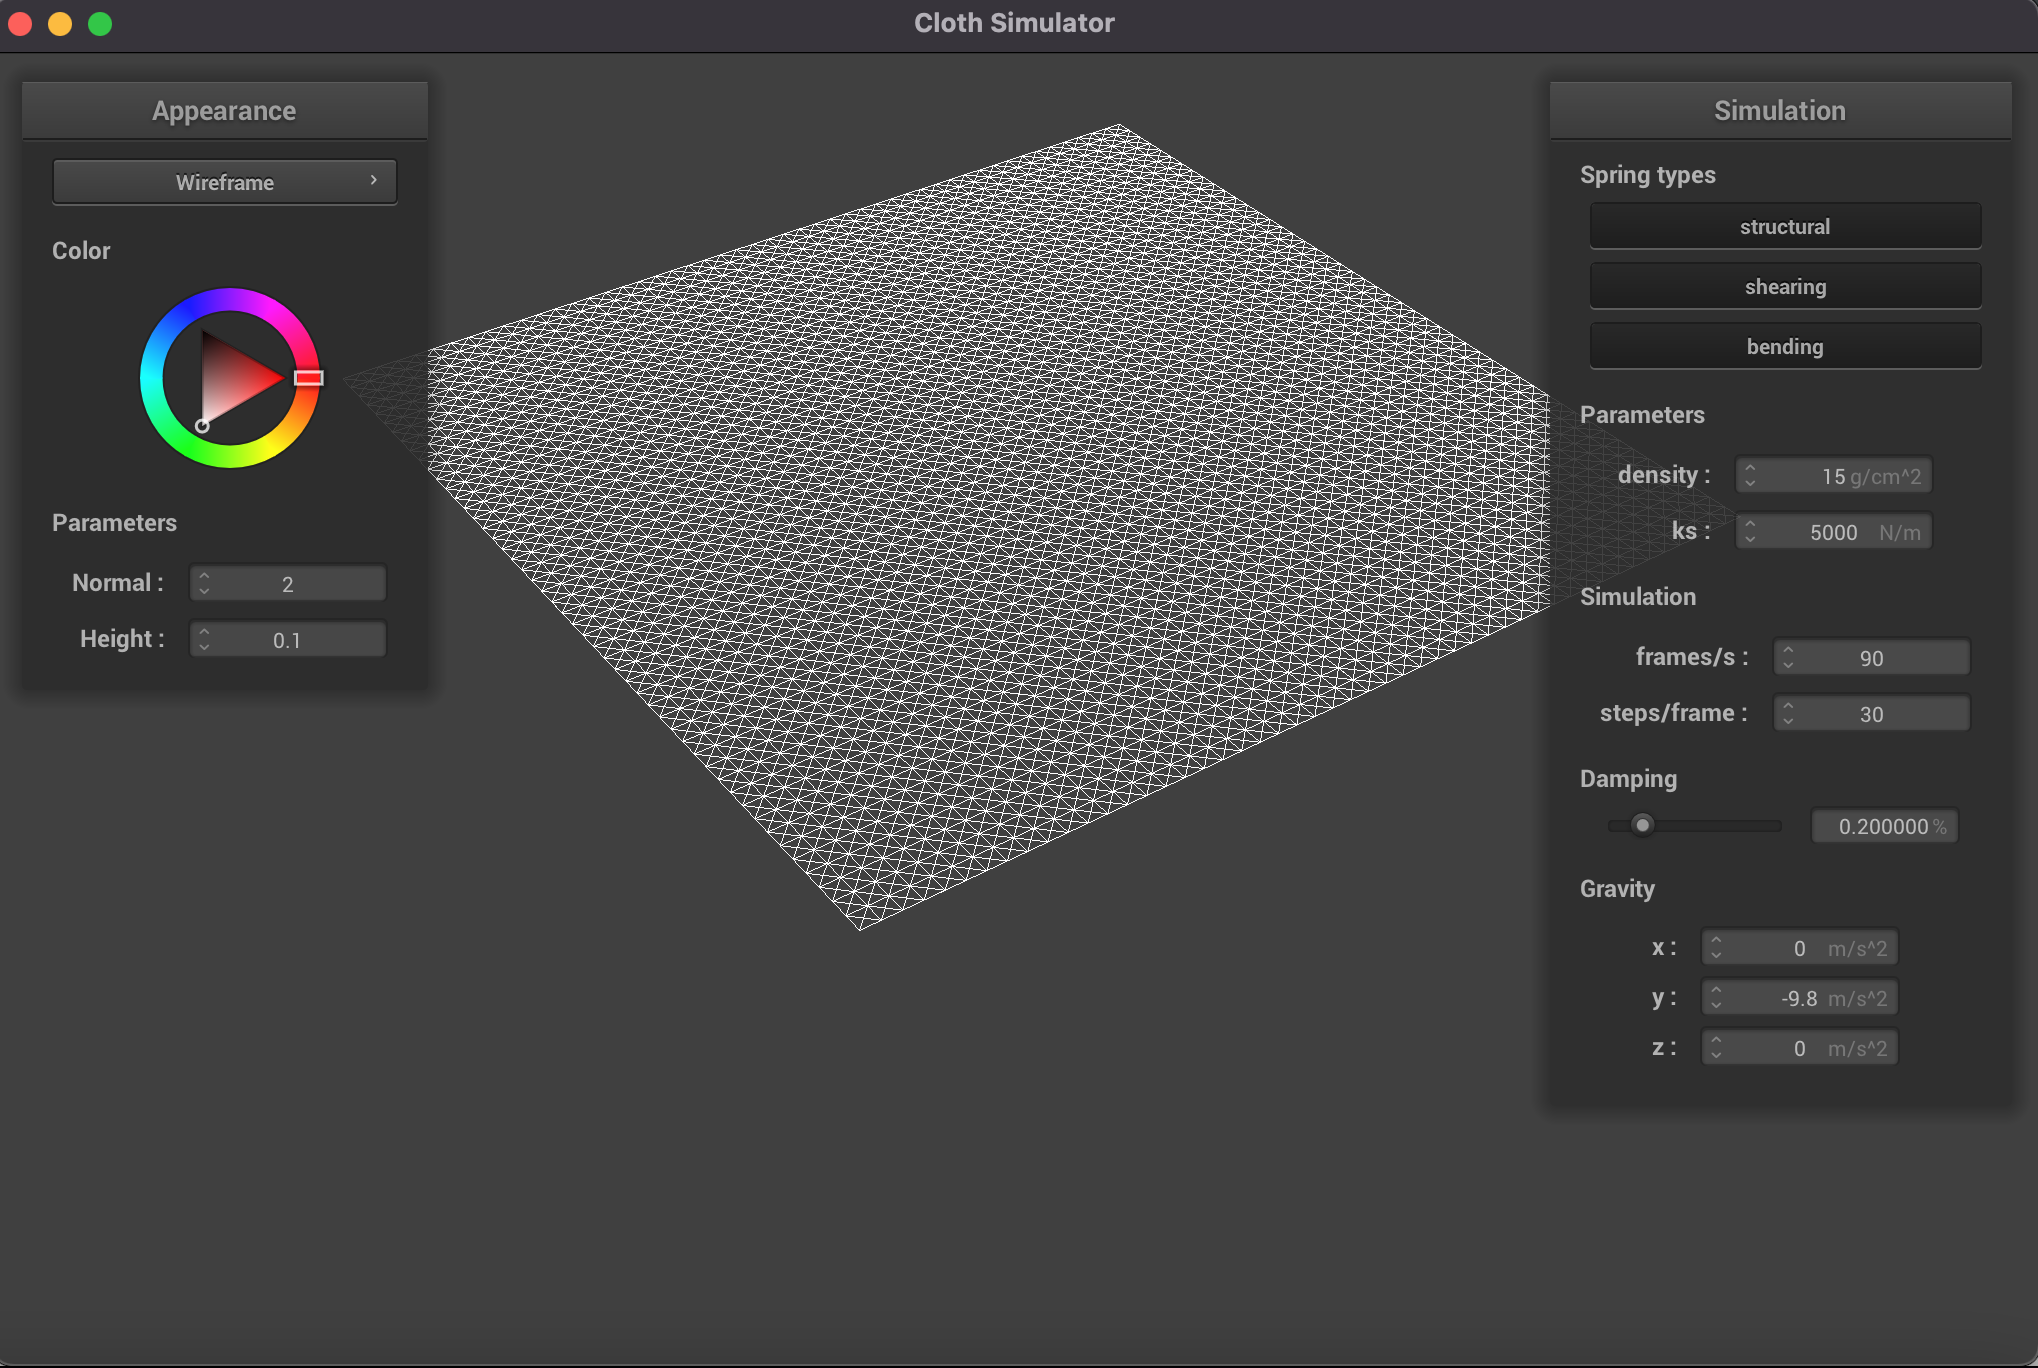 Cloth Simulator
Appearance
Wireframe
Color
Parameters
Normal : 2
Height : 0.1
Simulation
Spring types
structural
shearing
bending
Parameters
density : 15 g/cm^2
ks : 5000 N/m
Simulation
frames/s : 90
steps/frame : 30
Damping
0.200000 %
Gravity
x : 0 m/s^2
y : -9.8 m/s^2
z : 0 m/s^2